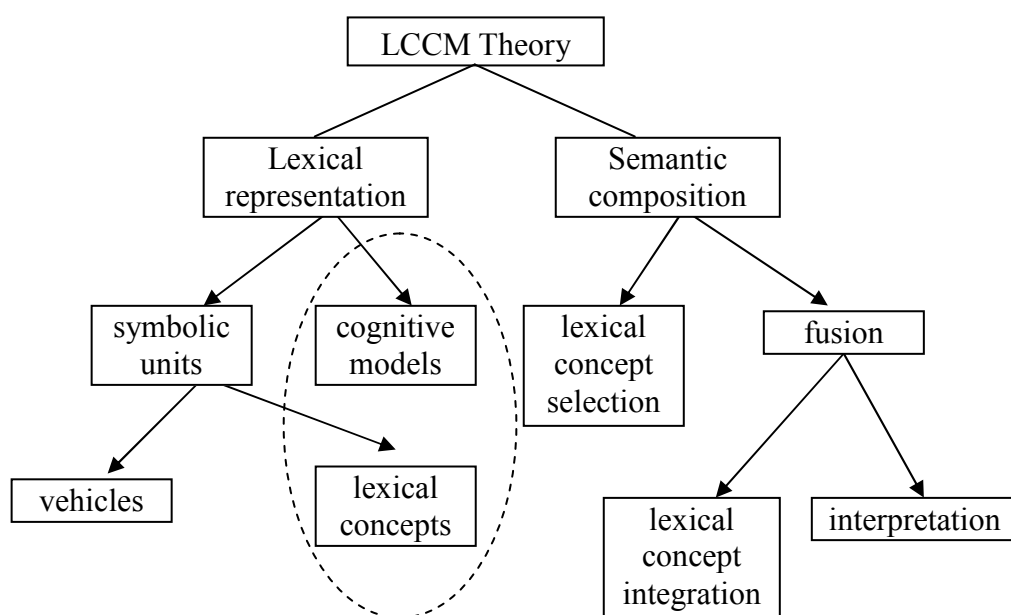 LCCM Theory
Lexical
representation
Semantic
composition
symbolic
units
cognitive
models
lexical
concept
selection
fusion
vehicles
lexical
concepts
lexical
concept
integration
interpretation